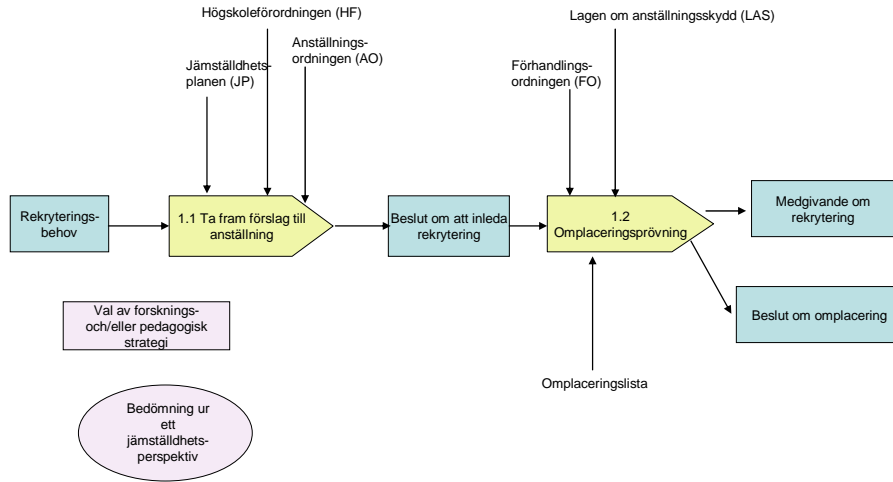 Högskoleförordningen (HF)
Lagen om anställningsskydd (LAS)
Anställnings-
ordningen (AO)
Jämställdhets-
planen (JP)
Förhandlings-
ordningen (FO)
Rekryterings-
behov
1.1 Ta fram förslag till
anställning
Beslut om att inleda
rekrytering
1.2
Omplaceringsprövning
Medgivande om
rekrytering
Beslut om omplacering
Val av forsknings-
och/eller pedagogisk
strategi
Omplaceringslista
Bedömning ur
ett
jämställdhets-
perspektiv